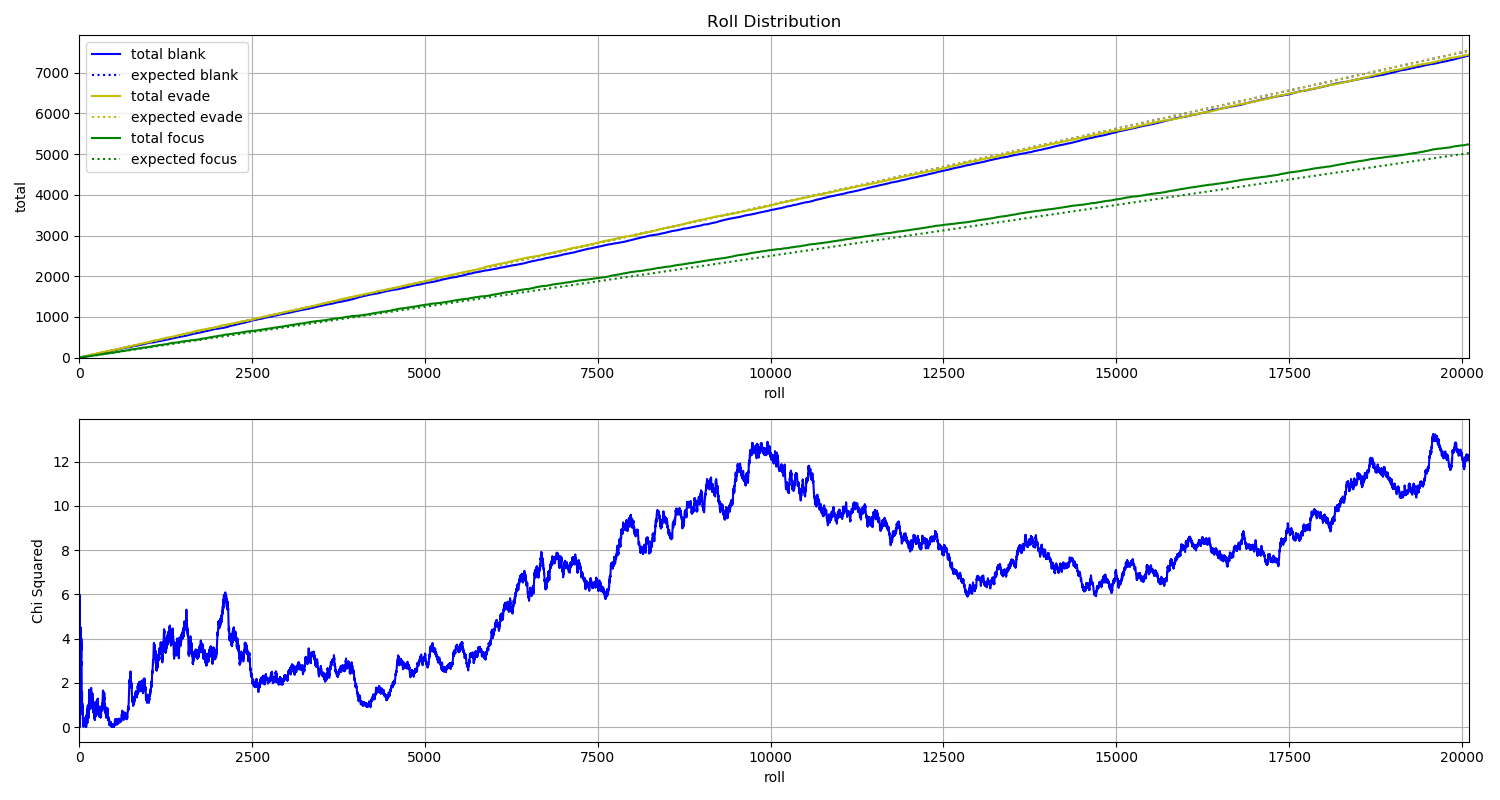 Roll Distribution
total blank
expected blank
total evade
expected evade
total focus
expected focus
total
7000
6000
5000
4000
3000
2000
1000
0
0 2500 5000 7500 10000 12500 15000 17500 20000
roll
Chi Squared
12
10
8
6
4
2
0
0 2500 5000 7500 10000 12500 15000 17500 20000
roll